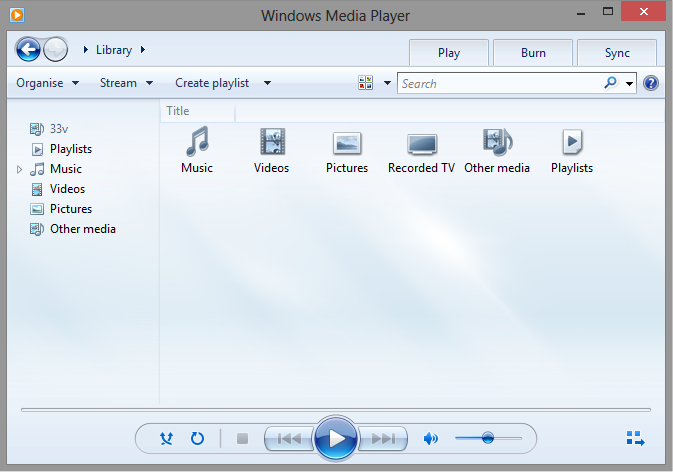 Windows Media Player
Library
Play Burn Sync
Organise Stream Create playlist Search
Title
33v
Playlists
Music
Videos
Pictures
Other media
Music Videos Pictures Recorded TV Other media Playlists